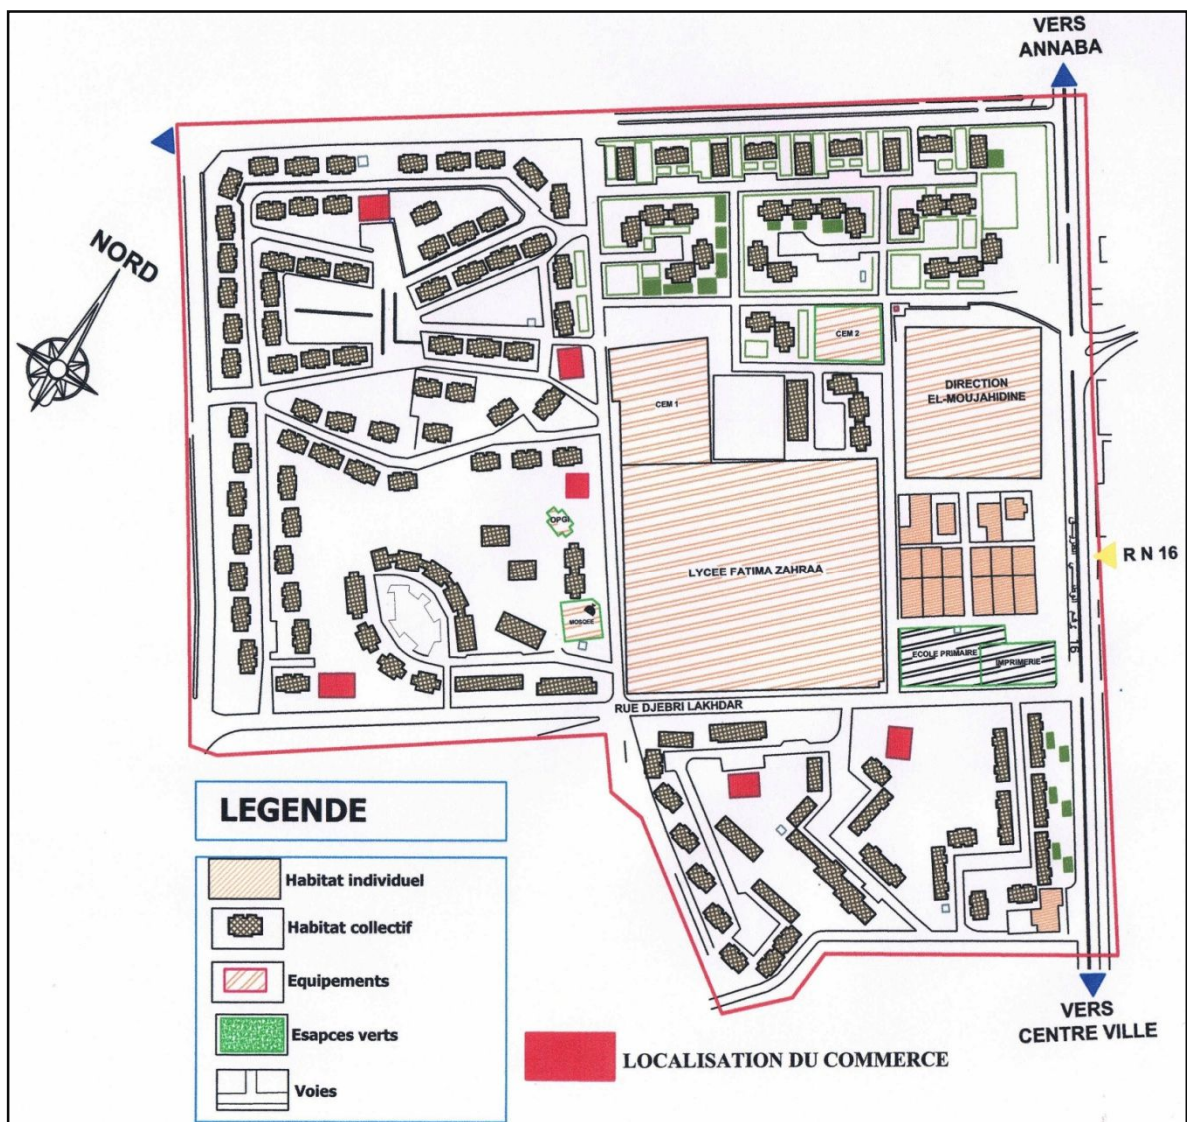 VERS
ANNABA
NORD
CEM 2
DIRECTION
EL-MOUJAHIDINE
CEM 1
OPGI
R N 16
LYCEE FATIMA ZAHRAA
MOSQEE
ECOLE PRIMAIRE
IMPRIMERIE
RUE DJEBRI LAKHDAR
LEGENDE
Habitat individuel
Habitat collectif
Equipements
Esapces verts
Voies
VERS
CENTRE VILLE
LOCALISATION DU COMMERCE